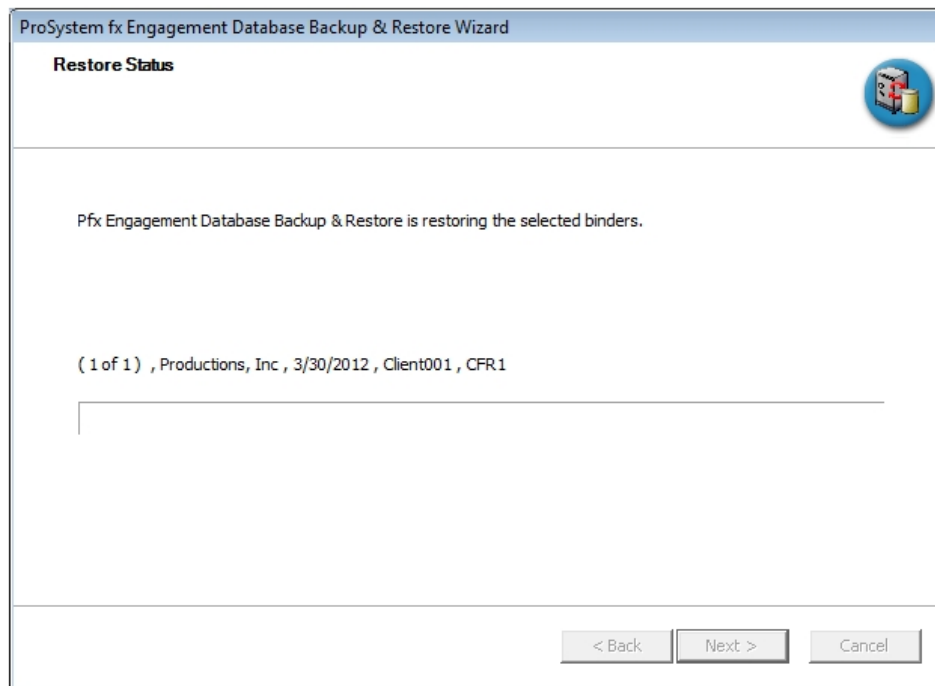 ProSystem fx Engagement Database Backup & Restore Wizard
Restore Status
Pfx Engagement Database Backup & Restore is restoring the selected binders.
( 1 of 1 ) , Productions, Inc , 3/30/2012 , Client001 , CFR1
< Back Next > Cancel